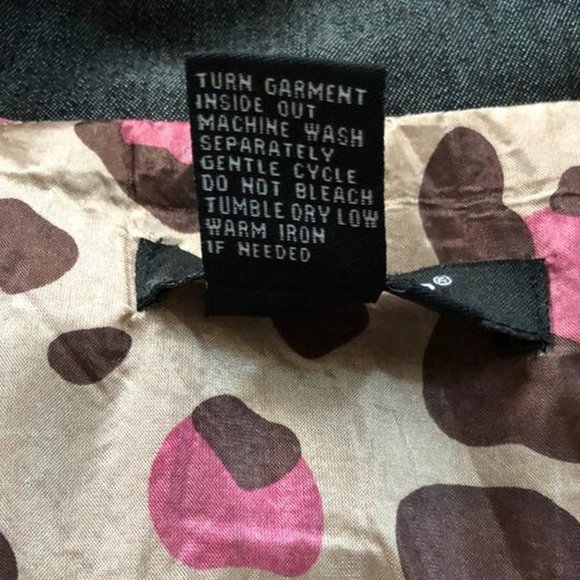 TURN GARMENT
INSIDE OUT
MACHINE WASH
SEPARATELY
GENTLE CYCLE
DO NOT BLEACH
TUMBLE DRY LOW
WARM IRON
IF NEEDED
®